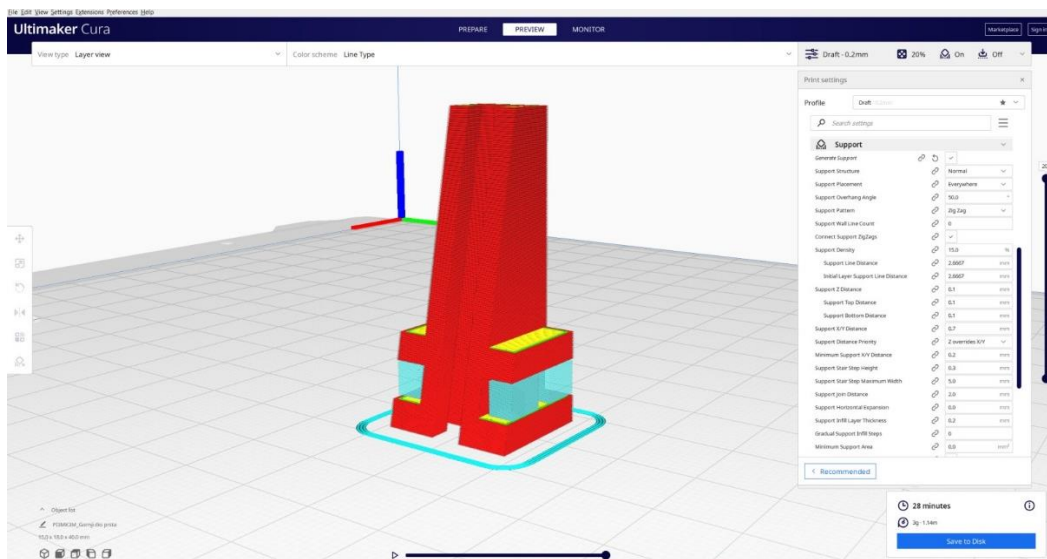 File Edit View Settings Extensions Preferences Help
Ultimaker Cura
PREPARE PREVIEW MONITOR
Marketplace Sign in
View type Layer view
Color scheme Line Type
Draft - 0.2mm 20% On Off
Print settings
Profile Draft
Search settings
Support
Generate Support
Support Structure Normal
Support Placement Everywhere
Support Overhang Angle 50.0 °
Support Pattern Zig Zag
Support Wall Line Count 0
Connect Support ZigZags
Support Density 15.0 %
Support Line Distance 2.6667 mm
Initial Layer Support Line Distance 2.6667 mm
Support Z Distance 0.1 mm
Support Top Distance 0.1 mm
Support Bottom Distance 0.1 mm
Support X/Y Distance 0.7 mm
Support Distance Priority Z overrides X/Y
Minimum Support X/Y Distance 0.2 mm
Support Stair Step Height 0.3 mm
Support Stair Step Maximum Width 5.0 mm
Support Join Distance 2.0 mm
Support Horizontal Expansion 0.0 mm
Support Infill Layer Thickness 0.2 mm
Gradual Support Infill Steps 0
Minimum Support Area 0.0 mm²
Recommended
Object list
28 minutes
3g · 1.14m
Save to Disk